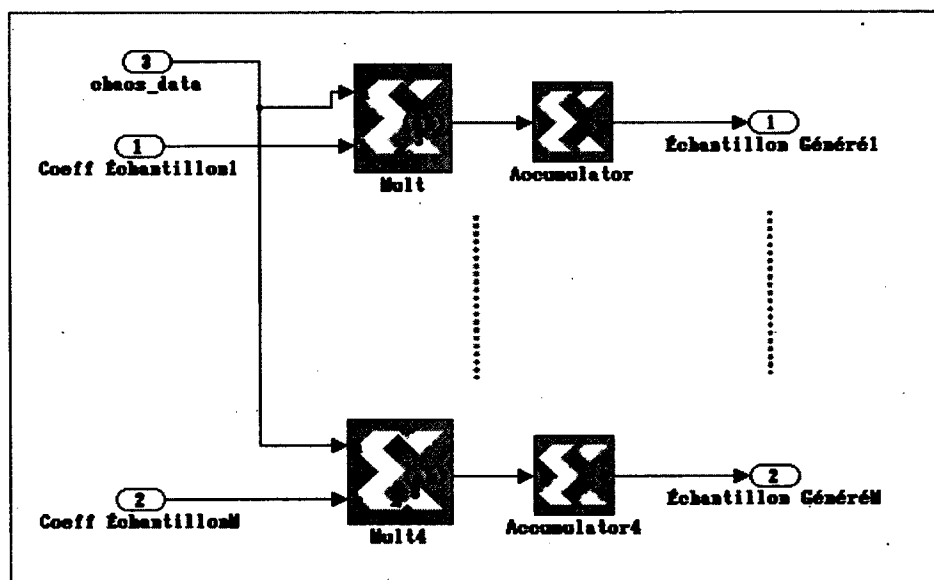 3
chaos_data
1
Coeff Échantillon1
Mult
Accumulator
1
Échantillon Généré1
2
Coeff ÉchantillonM
Mult4
Accumulator4
2
Échantillon GénéréM